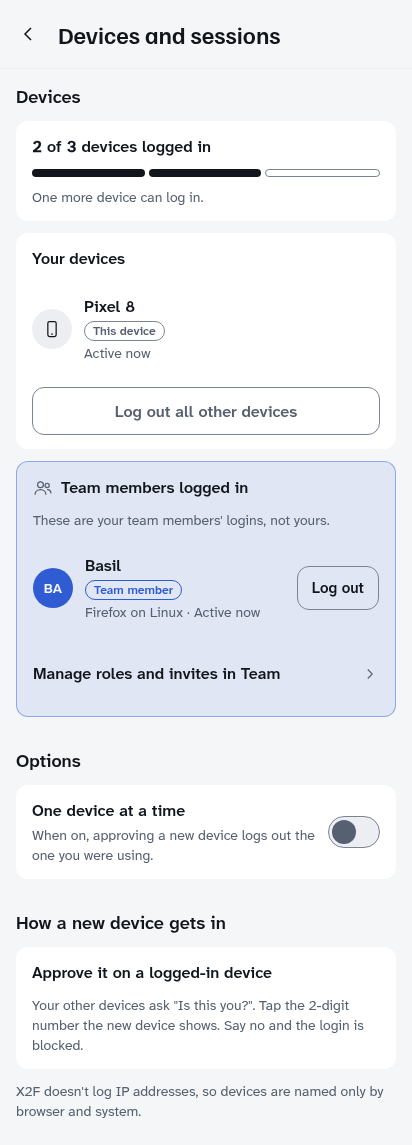 Devices and sessions
Devices
2 of 3 devices logged in
One more device can log in.
Your devices
Pixel 8
This device
Active now
Log out all other devices
Team members logged in
These are your team members' logins, not yours.
BA
Basil
Team member
Firefox on Linux · Active now
Log out
Manage roles and invites in Team
Options
One device at a time
When on, approving a new device logs out the
one you were using.
How a new device gets in
Approve it on a logged-in device
Your other devices ask "Is this you?". Tap the 2-digit
number the new device shows. Say no and the login is
blocked.
X2F doesn't log IP addresses, so devices are named only by
browser and system.